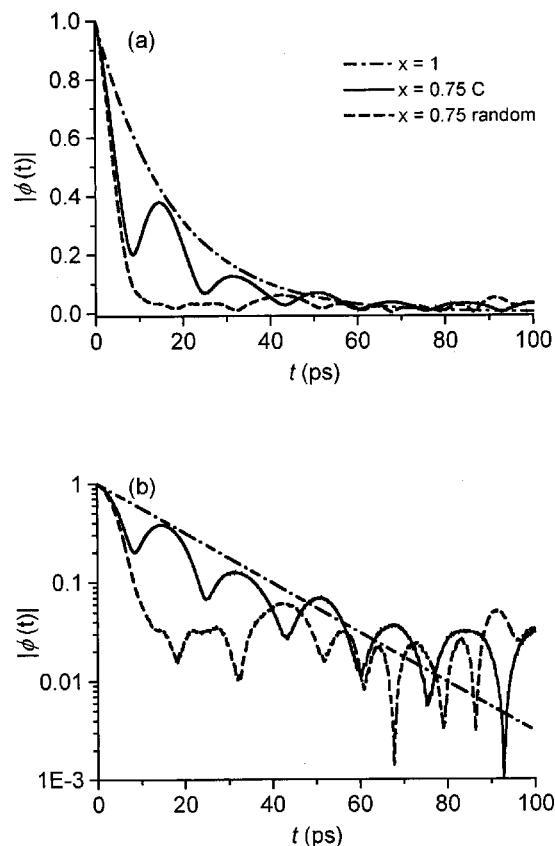 (a)
1.0
0.8
0.6
0.4
0.2
0.0
|ϕ(t)|
x = 1
x = 0.75 C
x = 0.75 random
0 20 40 60 80 100
t (ps)
(b)
1
0.1
0.01
1E-3
|ϕ(t)|
0 20 40 60 80 100
t (ps)